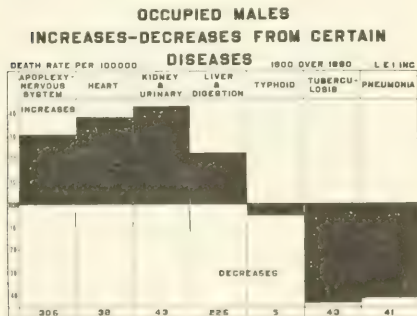 OCCUPIED MALES
INCREASES-DECREASES FROM CERTAIN
DISEASES
DEATH RATE PER 100000 1900 OVER 1890 L E I INC
APOPLEXY-NERVOUS SYSTEM HEART KIDNEY & URINARY LIVER & DIGESTION TYPHOID TUBERCU-LOSIS PNEUMONIA
INCREASES
DECREASES
306 38 43 226 5 43 41